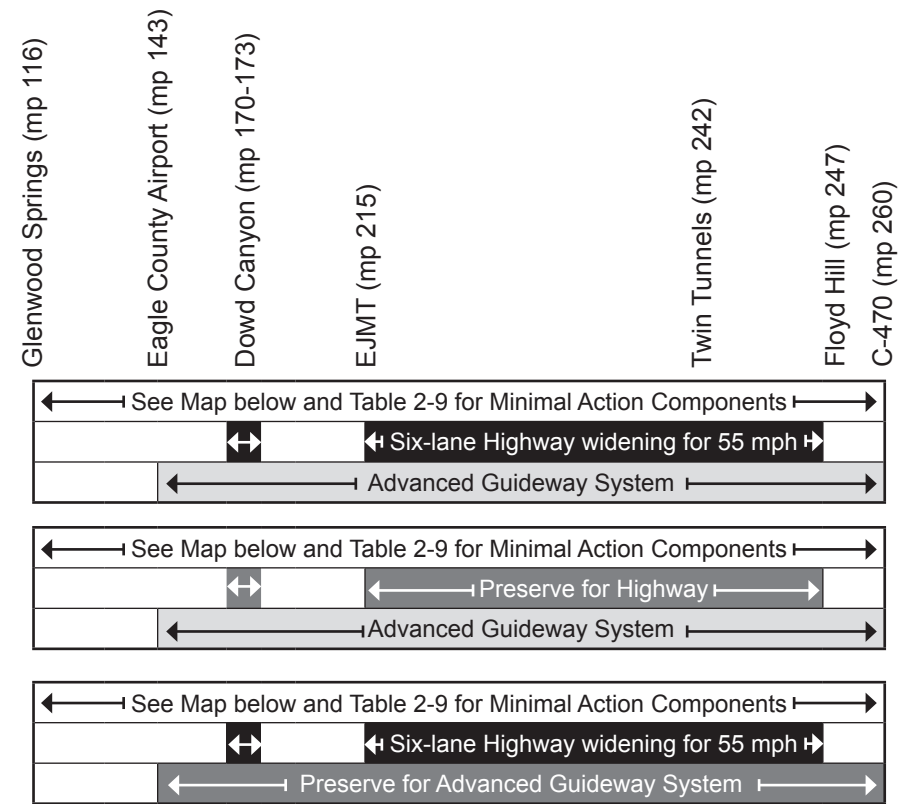 Glenwood Springs (mp 116)
Eagle County Airport (mp 143)
Dowd Canyon (mp 170-173)
EJMT (mp 215)
Twin Tunnels (mp 242)
Floyd Hill (mp 247)
C-470 (mp 260)
See Map below and Table 2-9 for Minimal Action Components
Six-lane Highway widening for 55 mph
Advanced Guideway System
See Map below and Table 2-9 for Minimal Action Components
Preserve for Highway
Advanced Guideway System
See Map below and Table 2-9 for Minimal Action Components
Six-lane Highway widening for 55 mph
Preserve for Advanced Guideway System